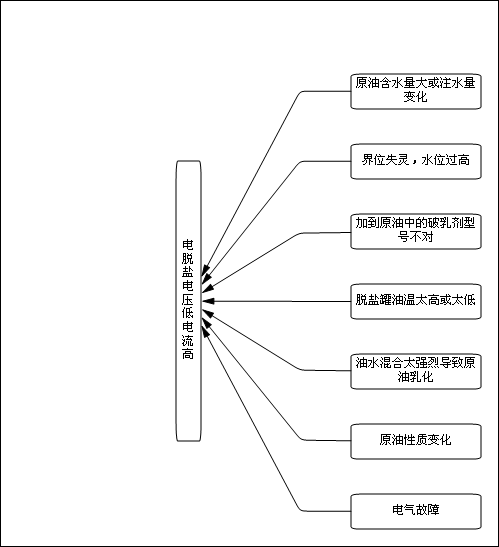 原油含水量大或注水量
变化
界位失灵，水位过高
加到原油中的破乳剂型
号不对
电脱盐电压低电流高
脱盐罐油温太高或太低
油水混合太强烈导致原
油乳化
原油性质变化
电气故障